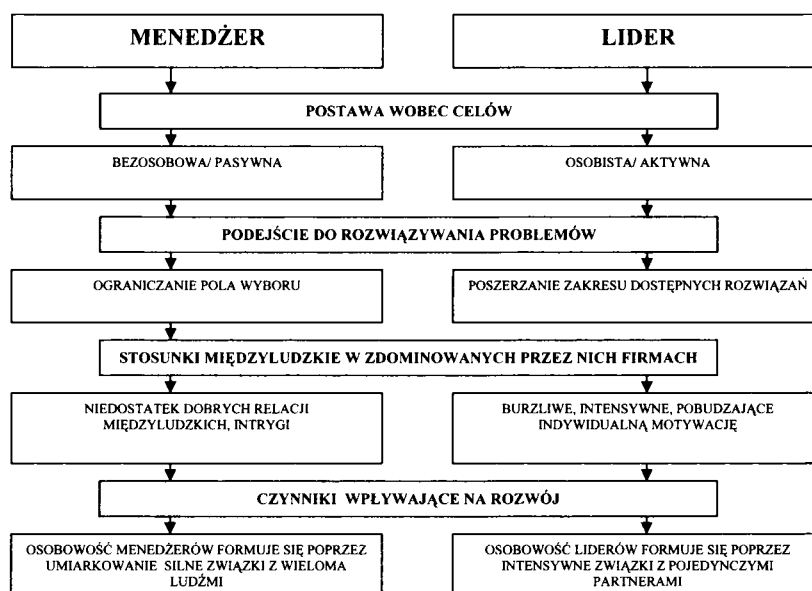 MENEDŻER
LIDER
POSTAWA WOBEC CELÓW
BEZOSOBOWA/ PASYWNA
OSOBISTA/ AKTYWNA
PODEJŚCIE DO ROZWIĄZYWANIA PROBLEMÓW
OGRANICZANIE POLA WYBORU
POSZERZANIE ZAKRESU DOSTĘPNYCH ROZWIĄZAŃ
STOSUNKI MIĘDZYLUDZKIE W ZDOMINOWANYCH PRZEZ NICH FIRMACH
NIEDOSTATEK DOBRYCH RELACJI
MIĘDZYLUDZKICH, INTRYGI
BURZLIWE, INTENSYWNE, POBUDZAJĄCE
INDYWIDUALNĄ MOTYWACJĘ
CZYNNIKI WPŁYWAJĄCE NA ROZWÓJ
OSOBOWOŚĆ MENEDŻERÓW FORMUJE SIĘ POPRZEZ
UMIARKOWANIE SILNE ZWIĄZKI Z WIELOMA
LUDŹMI
OSOBOWOŚĆ LIDERÓW FORMUJE SIĘ POPRZEZ
INTENSYWNE ZWIĄZKI Z POJEDYNCZYMI
PARTNERAMI